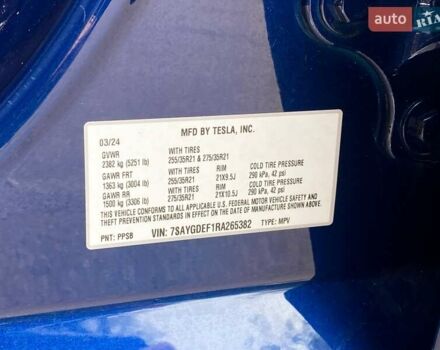 auto RIA
MFD BY TESLA, INC.
03/24
GVWR WITH TIRES
2382 kg (5251 lb) 255/35R21 & 275/35R21
GAWR FRT WITH TIRES RIM COLD TIRE PRESSURE
1363 kg (3004 lb) 255/35R21 21X9.5J 290 kPa, 42 psi
GAWR RR WITH TIRES RIM COLD TIRE PRESSURE
1500 kg (3306 lb) 275/35R21 21X10.5J 290 kPa, 42 psi
THIS VEHICLE CONFORMS TO ALL APPLICABLE U.S. FEDERAL MOTOR VEHICLE SAFETY AND
THEFT PREVENTION STANDARDS IN EFFECT ON THE DATE OF MANUFACTURE SHOWN ABOVE.
PNT: PPSB VIN: 7SAYGDEF1RA265382 TYPE: MPV